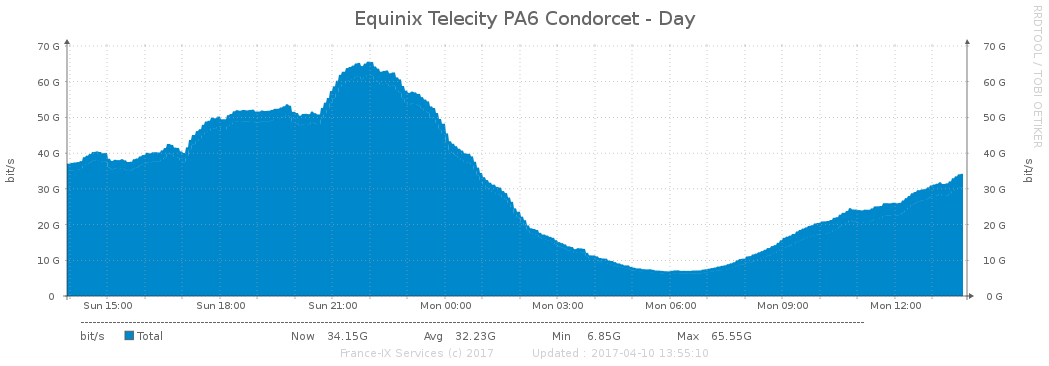 Equinix Telecity PA6 Condorcet - Day
RRDTOOL / TOBI OETIKER
70 G 70 G
60 G 60 G
50 G 50 G
40 G 40 G
30 G 30 G
20 G 20 G
10 G 10 G
0 0 G
bit/s
bit/s
Sun 15:00 Sun 18:00 Sun 21:00 Mon 00:00 Mon 03:00 Mon 06:00 Mon 09:00 Mon 12:00
bit/s Total Now 34.15G Avg 32.23G Min 6.85G Max 65.55G
France-IX Services (c) 2017 Updated : 2017-04-10 13:55:10